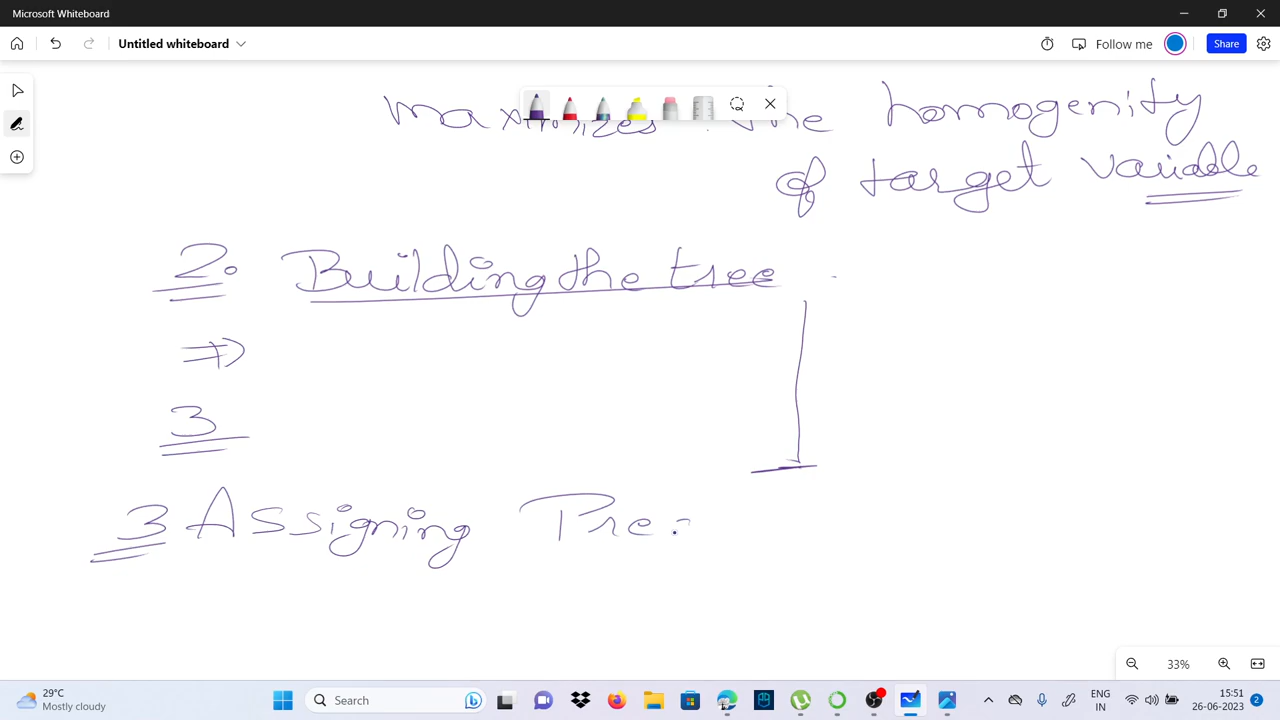 Microsoft Whiteboard
Untitled whiteboard
Follow me
Share
maximizes the homogenity
of target variable
2. Building the tree
⇒
3
3 Assigning Pre
33%
29°C
Mostly cloudy
Search
ENG
IN
15:51
26-06-2023
2